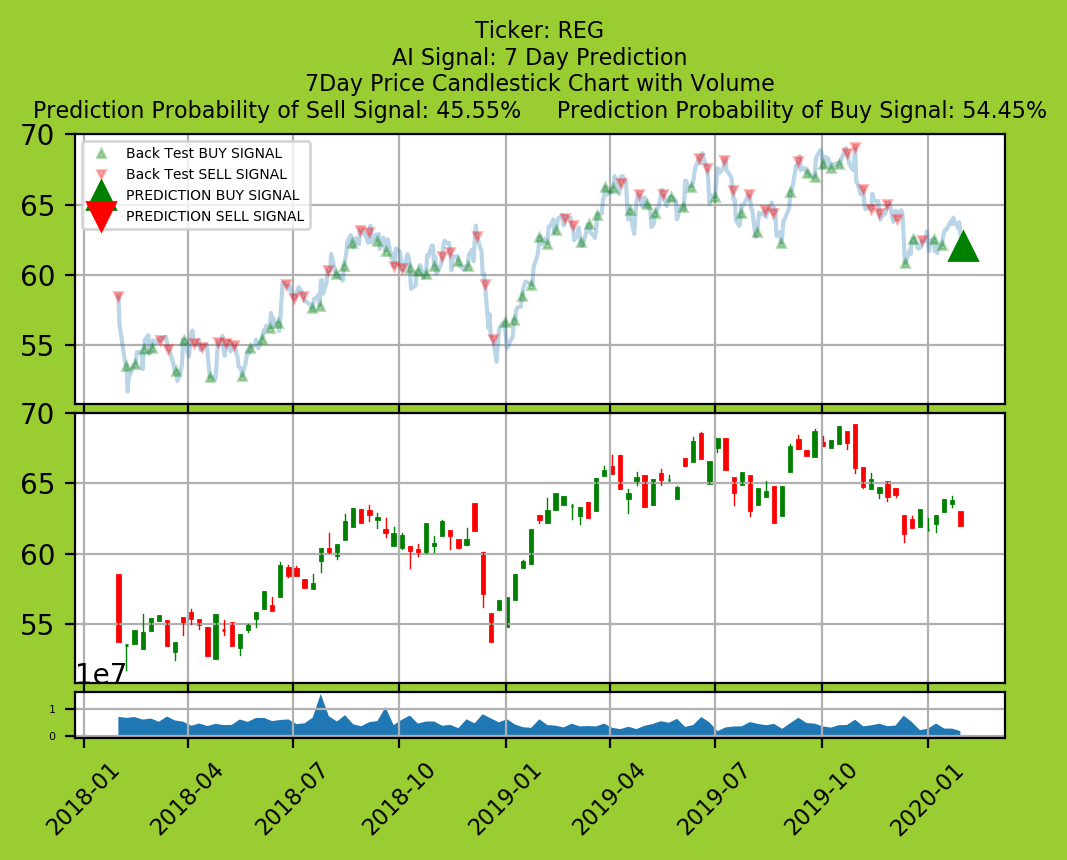 Ticker: REG
AI Signal: 7 Day Prediction
7Day Price Candlestick Chart with Volume
Prediction Probability of Sell Signal: 45.55%     Prediction Probability of Buy Signal: 54.45%
70
65
60
55
Back Test BUY SIGNAL
Back Test SELL SIGNAL
PREDICTION BUY SIGNAL
PREDICTION SELL SIGNAL
70
65
60
55
1e7
1
0
2018-01
2018-04
2018-07
2018-10
2019-01
2019-04
2019-07
2019-10
2020-01